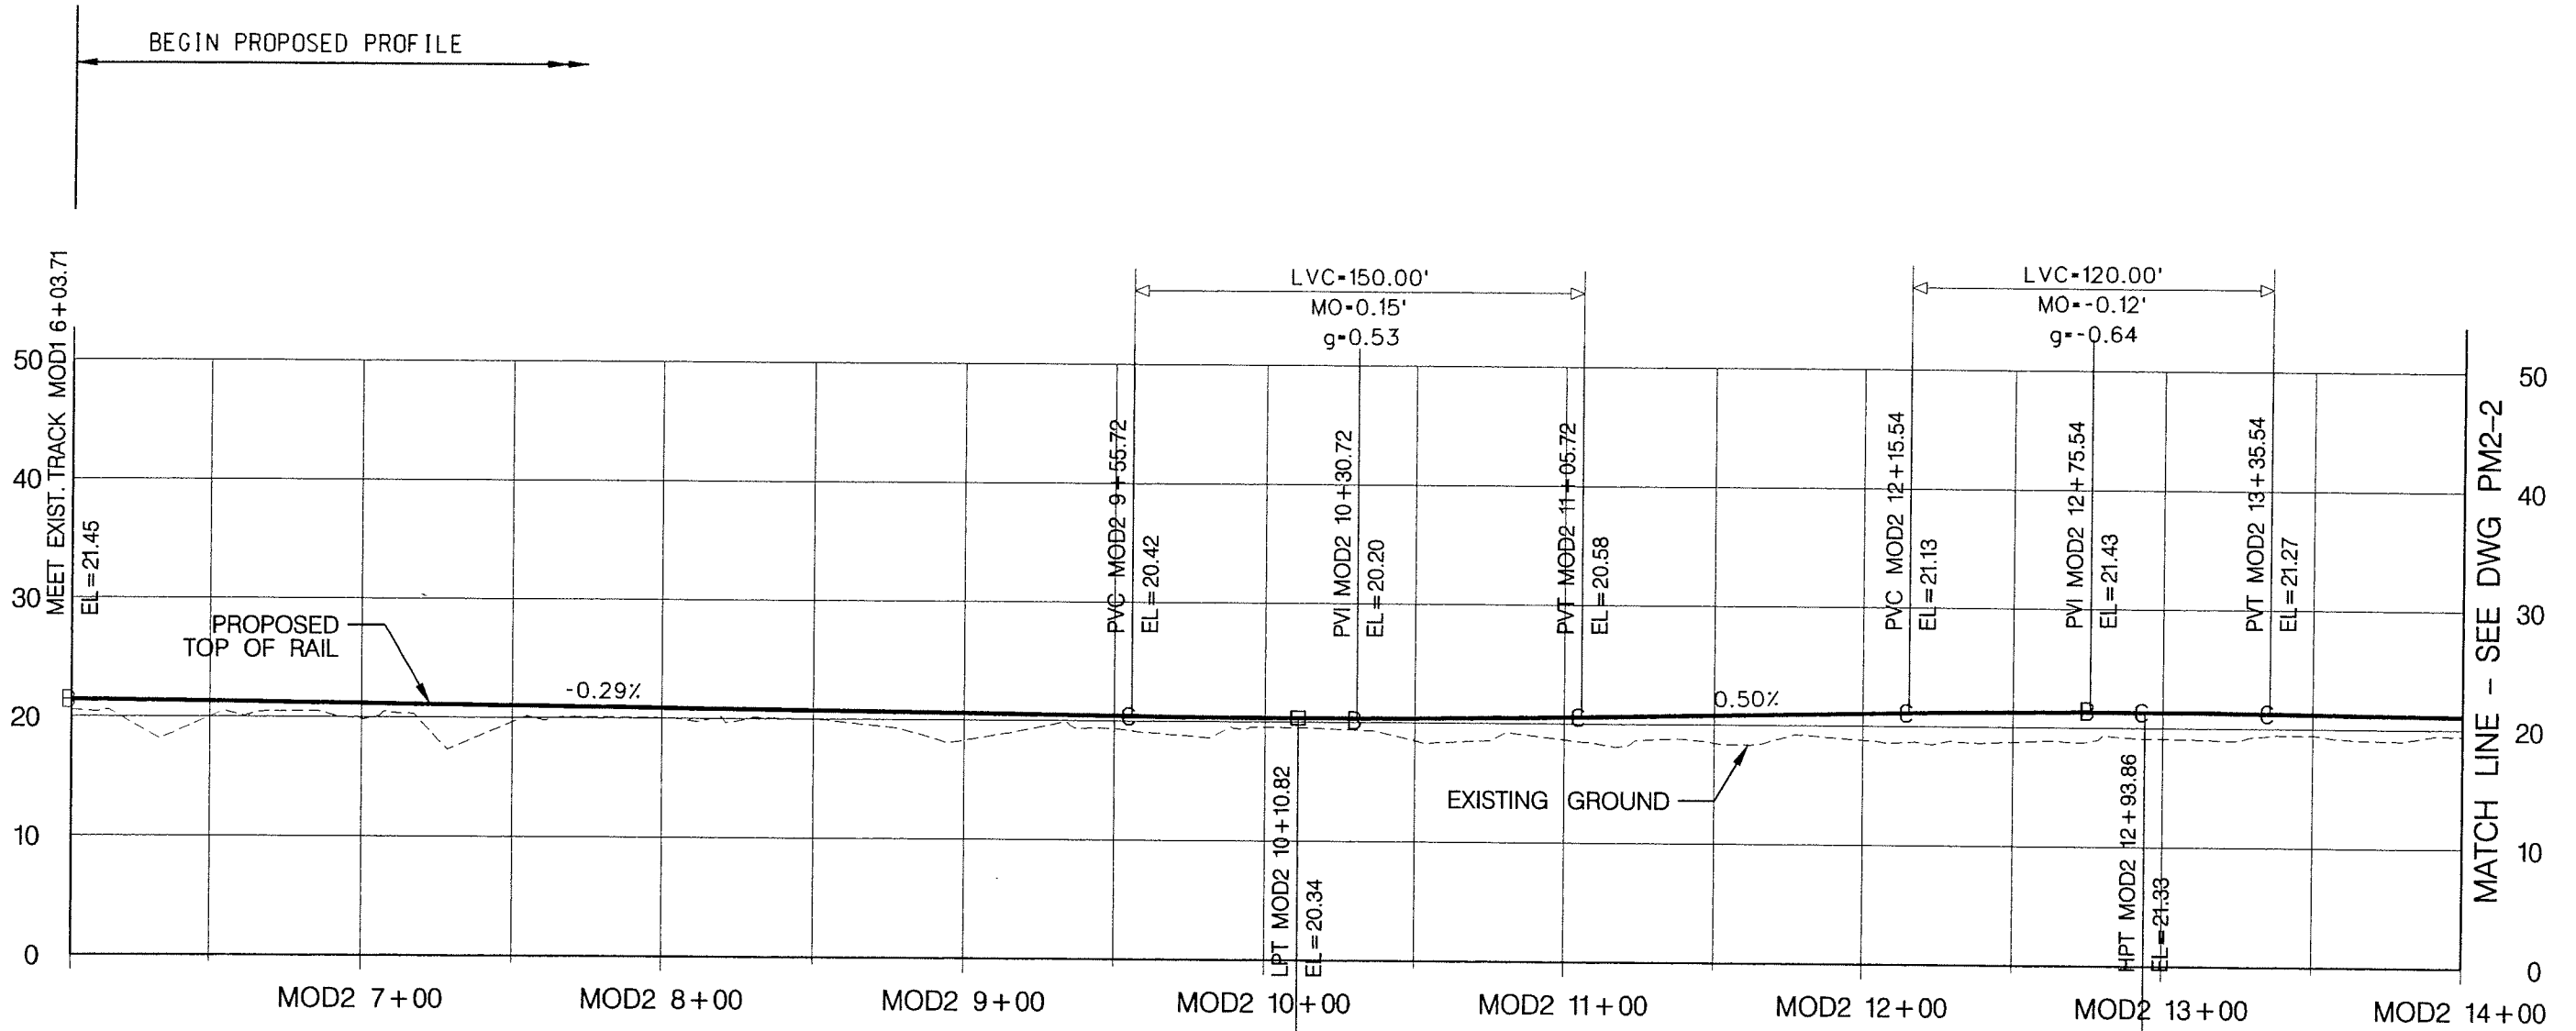 BEGIN PROPOSED PROFILE
MEET EXIST. TRACK MOD1 6+03.71
EL=21.45
LVC=150.00'
MO=0.15'
g=0.53
LVC=120.00'
MO=-0.12'
g=-0.64
50
40
30
20
10
0
PROPOSED
TOP OF RAIL
-0.29%
PVC MOD2 9+55.72
EL=20.42
PVI MOD2 10+30.72
EL=20.20
PVT MOD2 11+05.72
EL=20.58
0.50%
PVC MOD2 12+15.54
EL=21.13
PVI MOD2 12+75.54
EL=21.43
PVT MOD2 13+35.54
EL=21.27
LPT MOD2 10+10.82
EL=20.34
EXISTING GROUND
HPT MOD2 12+93.86
EL=21.33
50
40
30
20
10
0
MATCH LINE - SEE DWG PM2-2
MOD2 7+00
MOD2 8+00
MOD2 9+00
MOD2 10+00
MOD2 11+00
MOD2 12+00
MOD2 13+00
MOD2 14+00